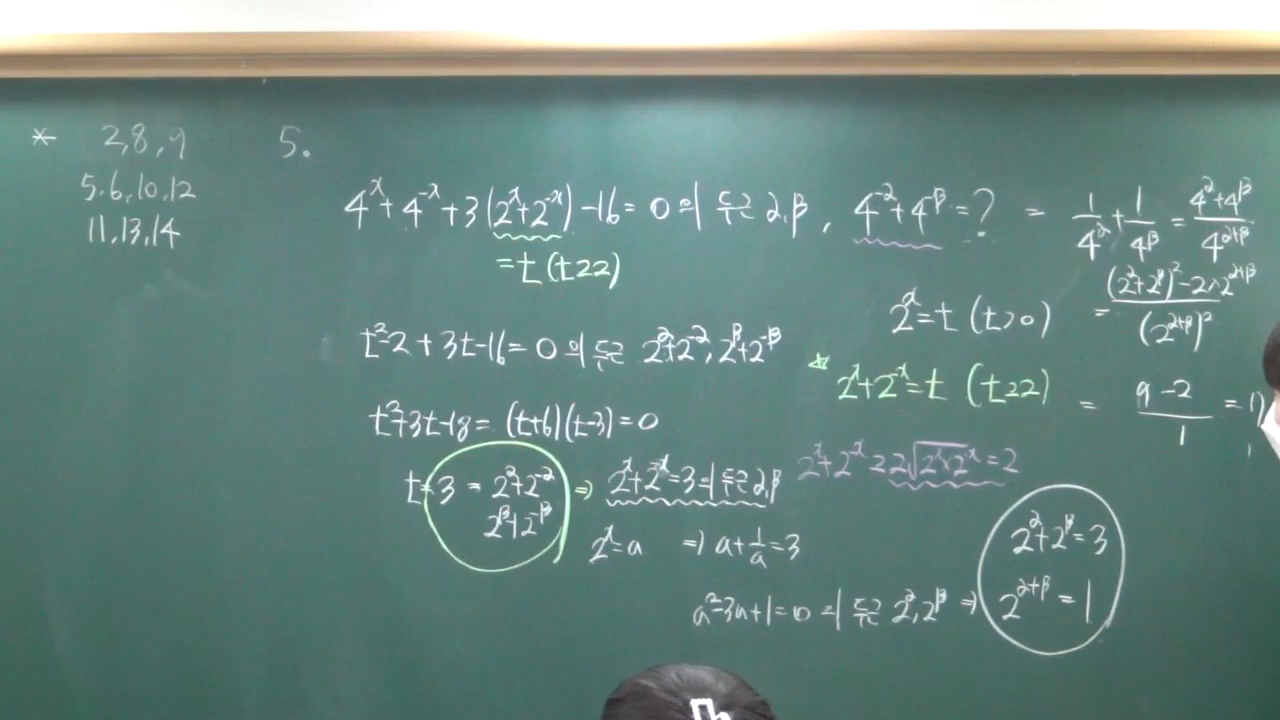 * 2,8,9
5.6,10,12
11,13,14
5.
4^x+4^-x+3(2^x+2^-x)-16=0의 두근 α,β, 4^-α+4^-β=? = 1/4^α+1/4^β = (4^α+4^β)/4^(α+β)
=t (t≥2)
2^x=t (t>0)
= ((2^α+2^β)^2-2×2^(α+β))/(2^(α+β))^2
t^2-2+3t-16=0의 두근 2^α+2^-α, 2^β+2^-β
* 2^x+2^-x=t (t≥2)
= (9-2)/1 =
t^2+3t-18= (t+6)(t-3)=0
2^x+2^-x≥2√(2^x×2^-x)=2
t=3 = 2^α+2^-α
2^β+2^-β
⇒ 2^x+2^-x=3의 두근 α,β
2^x=a ⇒ a+1/a=3
a^2-3a+1=0의 두근 2^α,2^β ⇒
2^α+2^β=3
2^(α+β)=1